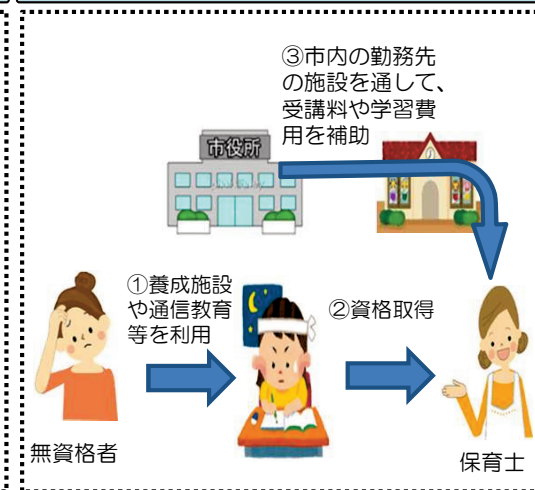 ③市内の勤務先
の施設を通して、
受講料や学習費
用を補助
市役所
①養成施設
や通信教育
等を利用
②資格取得
無資格者
保育士